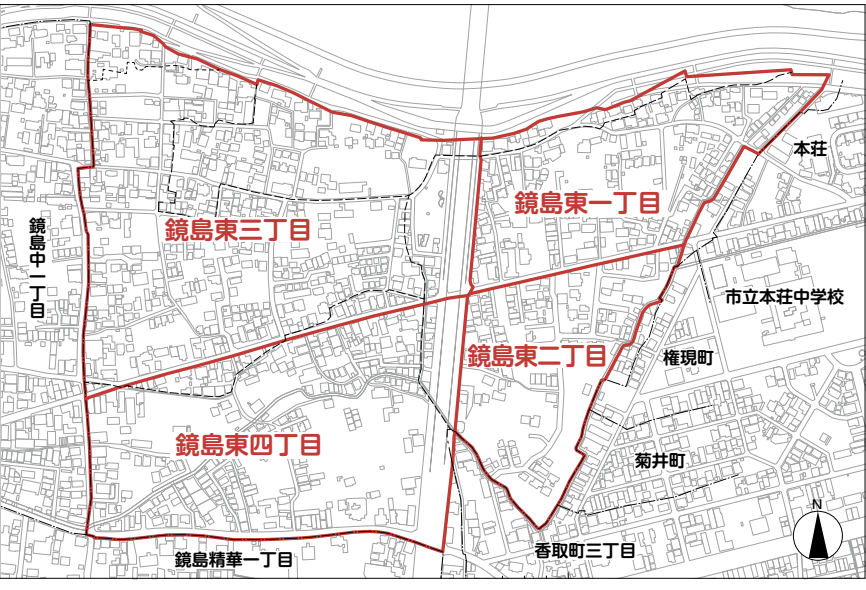 本荘
鏡島東一丁目
鏡島東三丁目
鏡島中一丁目
市立本荘中学校
鏡島東二丁目
権現町
鏡島東四丁目
菊井町
N
香取町三丁目
鏡島精華一丁目